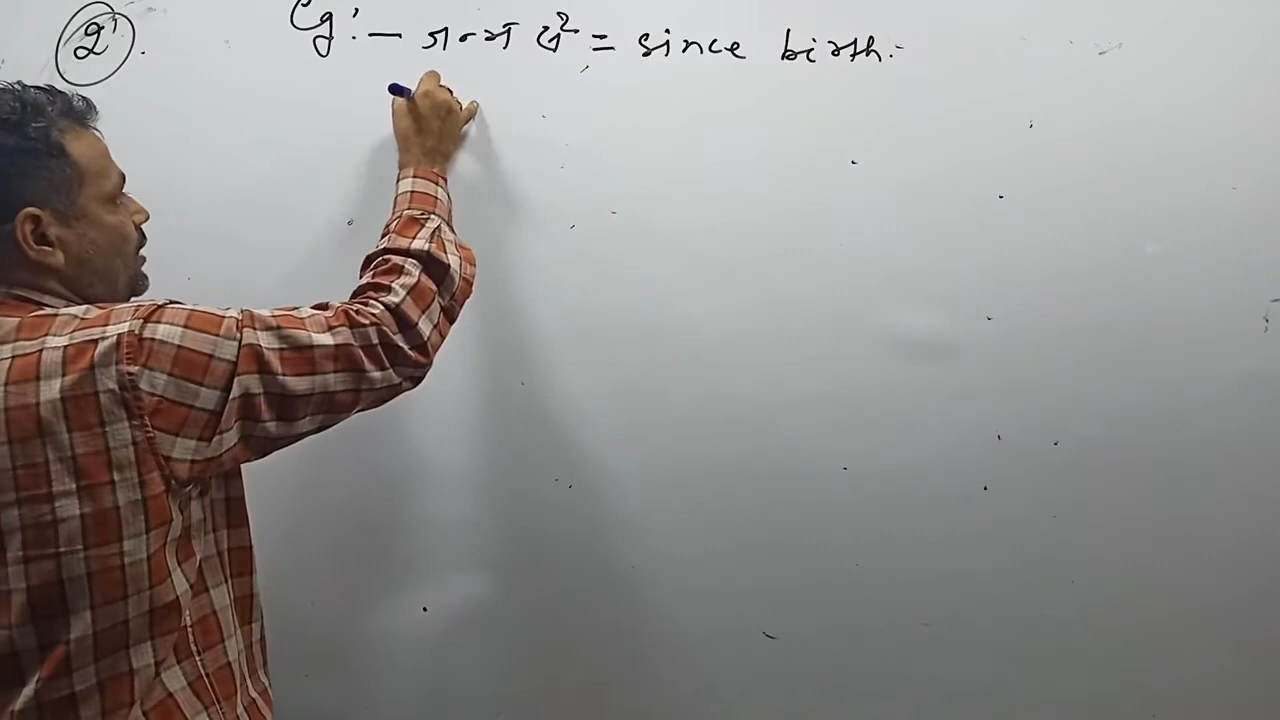 2. Eg:- जन्म से = since birth.